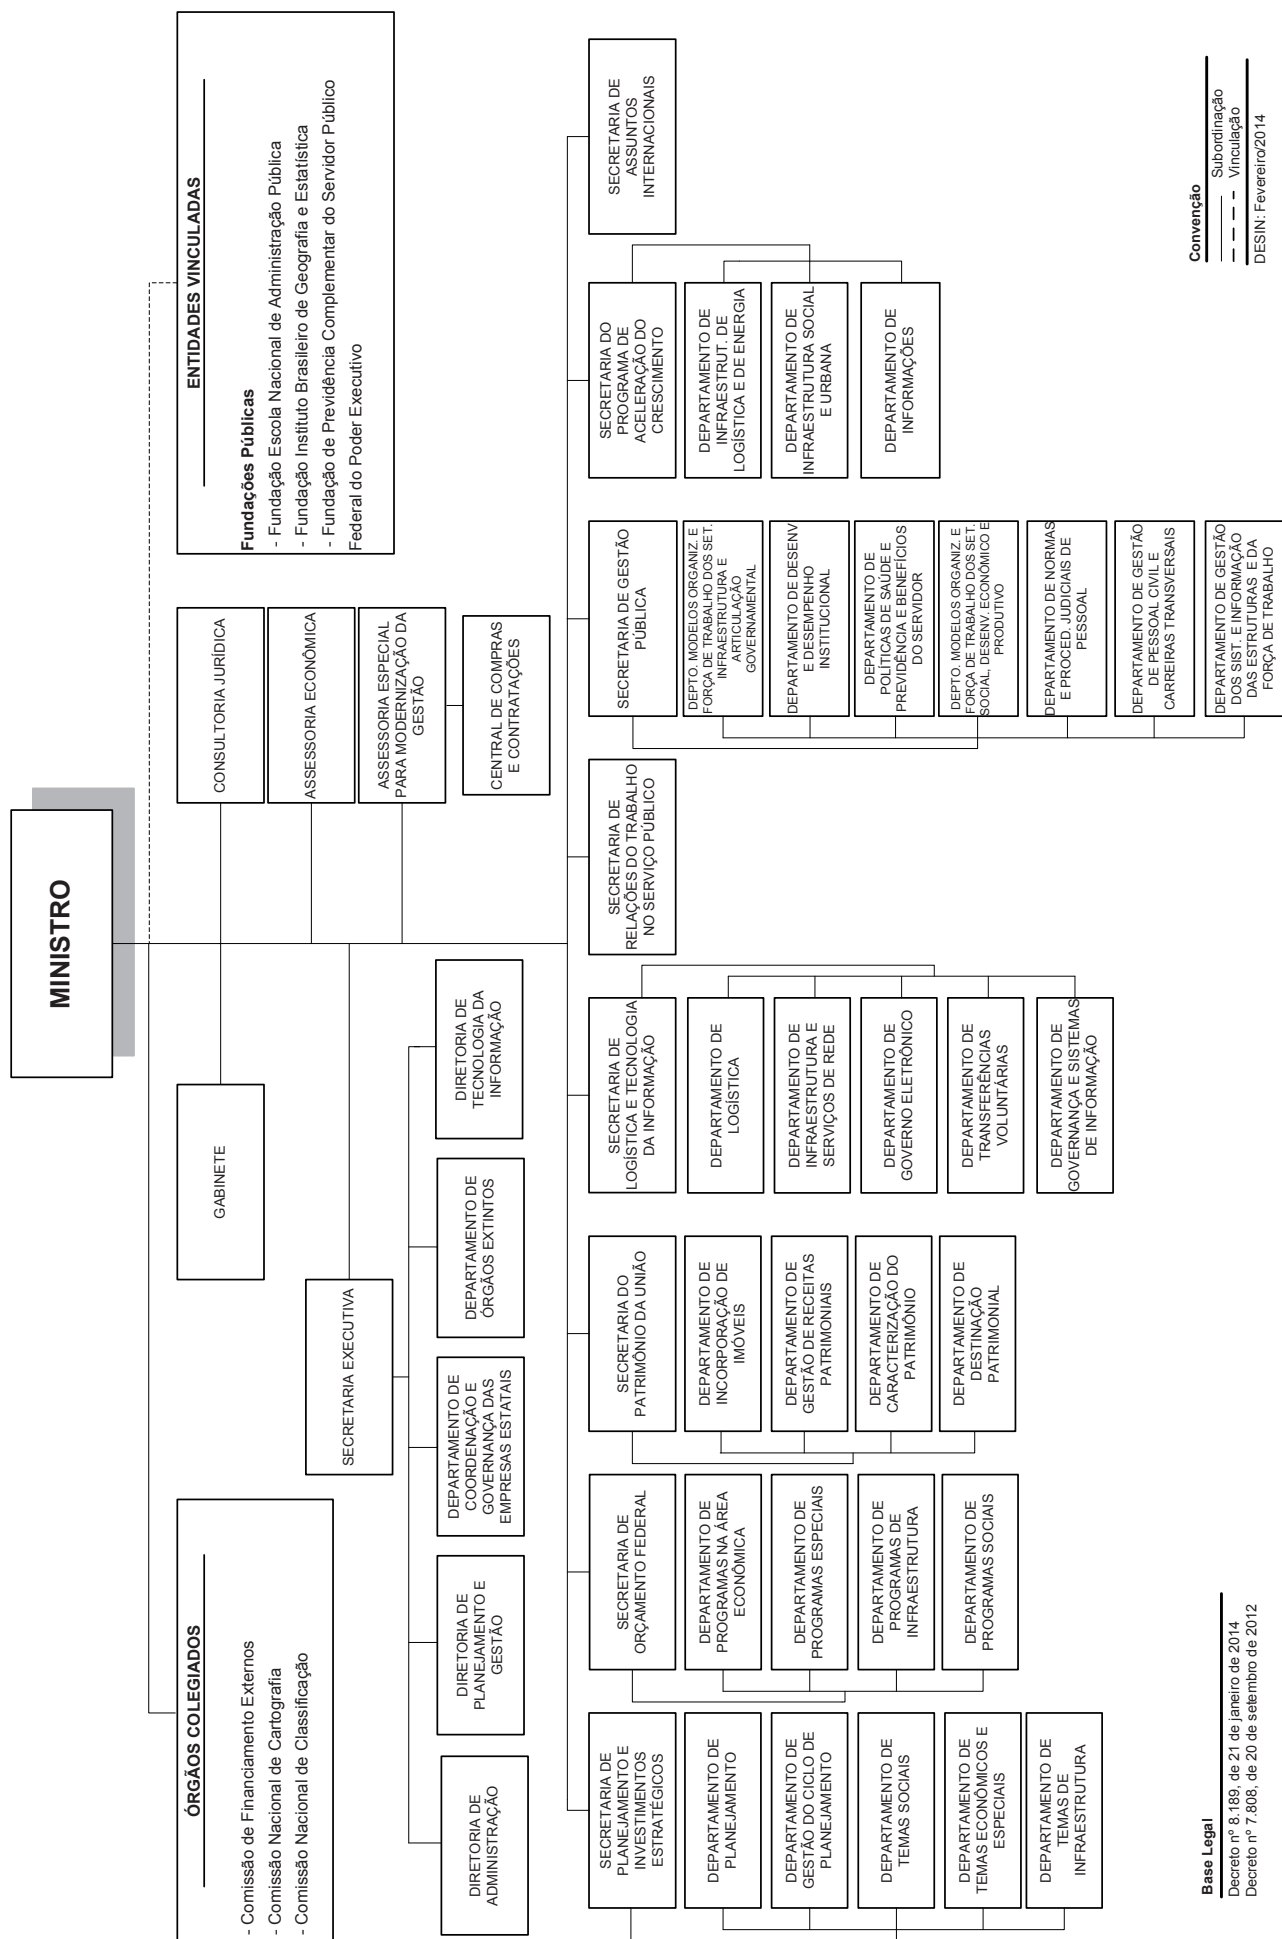 MINISTRO
ÓRGÃOS COLEGIADOS
- Comissão de Financiamento Externos
- Comissão Nacional de Cartografia
- Comissão Nacional de Classificação
GABINETE
CONSULTORIA JURÍDICA
ASSESSORIA ECONÔMICA
ASSESSORIA ESPECIAL
PARA MODERNIZAÇÃO DA
GESTÃO
CENTRAL DE COMPRAS
E CONTRATAÇÕES
ENTIDADES VINCULADAS
Fundações Públicas
- Fundação Escola Nacional de Administração Pública
- Fundação Instituto Brasileiro de Geografia e Estatística
- Fundação de Previdência Complementar do Servidor Público
Federal do Poder Executivo
SECRETARIA EXECUTIVA
DIRETORIA DE
ADMINISTRAÇÃO
DIRETORIA DE
PLANEJAMENTO E
GESTÃO
DEPARTAMENTO DE
COORDENAÇÃO E
GOVERNANÇA DAS
EMPRESAS ESTATAIS
DEPARTAMENTO DE
ÓRGÃOS EXTINTOS
DIRETORIA DE
TECNOLOGIA DA
INFORMAÇÃO
SECRETARIA DE
PLANEJAMENTO E
INVESTIMENTOS
ESTRATÉGICOS
DEPARTAMENTO DE
PLANEJAMENTO
DEPARTAMENTO DE
GESTÃO DO CICLO DE
PLANEJAMENTO
DEPARTAMENTO DE
TEMAS SOCIAIS
DEPARTAMENTO DE
TEMAS ECONÔMICOS E
ESPECIAIS
DEPARTAMENTO DE
TEMAS DE
INFRAESTRUTURA
SECRETARIA DE
ORÇAMENTO FEDERAL
DEPARTAMENTO DE
PROGRAMAS NA ÁREA
ECONÔMICA
DEPARTAMENTO DE
PROGRAMAS ESPECIAIS
DEPARTAMENTO DE
PROGRAMAS DE
INFRAESTRUTURA
DEPARTAMENTO DE
PROGRAMAS SOCIAIS
SECRETARIA DO
PATRIMÔNIO DA UNIÃO
DEPARTAMENTO DE
INCORPORAÇÃO DE
IMÓVEIS
DEPARTAMENTO DE
GESTÃO DE RECEITAS
PATRIMONIAIS
DEPARTAMENTO DE
CARACTERIZAÇÃO DO
PATRIMÔNIO
DEPARTAMENTO DE
DESTINAÇÃO
PATRIMONIAL
SECRETARIA DE
LOGÍSTICA E TECNOLOGIA
DA INFORMAÇÃO
DEPARTAMENTO DE
LOGÍSTICA
DEPARTAMENTO DE
INFRAESTRUTURA E
SERVIÇOS DE REDE
DEPARTAMENTO DE
GOVERNO ELETRÔNICO
DEPARTAMENTO DE
TRANSFERÊNCIAS
VOLUNTÁRIAS
DEPARTAMENTO DE
GOVERNANÇA E SISTEMAS
DE INFORMAÇÃO
SECRETARIA DE
RELAÇÕES DO TRABALHO
NO SERVIÇO PÚBLICO
SECRETARIA DE GESTÃO
PÚBLICA
DEPTO. MODELOS ORGANIZ. E
FORÇA DE TRABALHO DOS SET.
INFRAESTRUTURA E
ARTICULAÇÃO
GOVERNAMENTAL
DEPARTAMENTO DE DESENV
E DESEMPENHO
INSTITUCIONAL
DEPARTAMENTO DE
POLÍTICAS DE SAÚDE E
PREVIDÊNCIA E BENEFÍCIOS
DO SERVIDOR
DEPTO. MODELOS ORGANIZ. E
FORÇA DE TRABALHO DOS SET.
SOCIAL, DESENV. ECONÔMICO E
PRODUTIVO
DEPARTAMENTO DE NORMAS
E PROCED. JUDICIAIS DE
PESSOAL
DEPARTAMENTO DE GESTÃO
DE PESSOAL CIVIL E
CARREIRAS TRANSVERSAIS
DEPARTAMENTO DE GESTÃO
DOS SIST. E INFORMAÇÃO
DAS ESTRUTURAS E DA
FORÇA DE TRABALHO
SECRETARIA DO
PROGRAMA DE
ACELERAÇÃO DO
CRESCIMENTO
DEPARTAMENTO DE
INFRAESTRUT. DE
LOGÍSTICA E DE ENERGIA
DEPARTAMENTO DE
INFRAESTRUTURA SOCIAL
E URBANA
DEPARTAMENTO DE
INFORMAÇÕES
SECRETARIA DE
ASSUNTOS
INTERNACIONAIS
Base Legal
Decreto nº 8.189, de 21 de janeiro de 2014
Decreto nº 7.808, de 20 de setembro de 2012
Convenção
Subordinação
Vinculação
DESIN: Fevereiro/2014